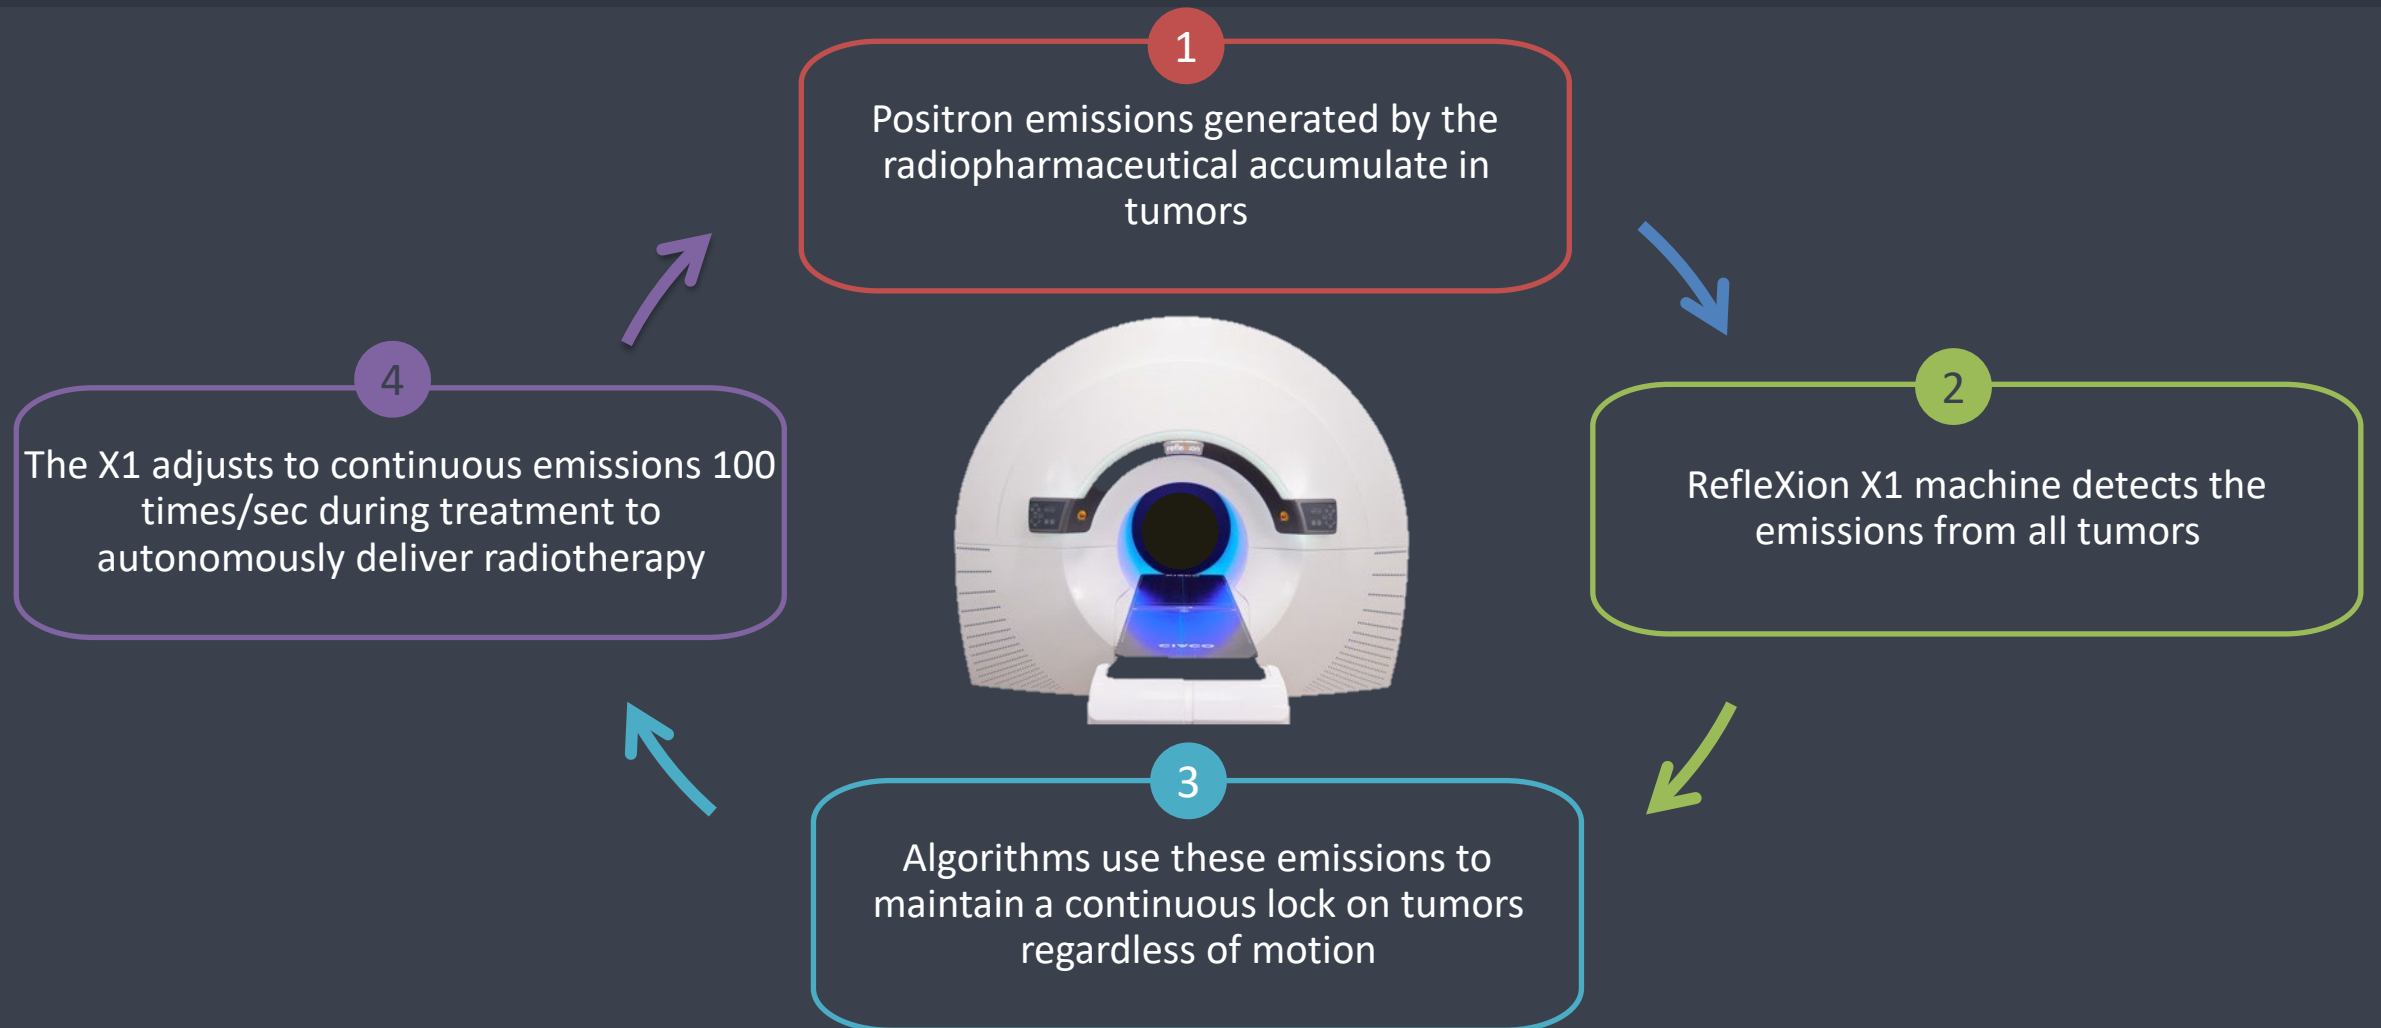 1
Positron emissions generated by the
radiopharmaceutical accumulate in
tumors
2
RefleXion X1 machine detects the
emissions from all tumors
3
Algorithms use these emissions to
maintain a continuous lock on tumors
regardless of motion
4
The X1 adjusts to continuous emissions 100
times/sec during treatment to
autonomously deliver radiotherapy
refleXion
CIVCO